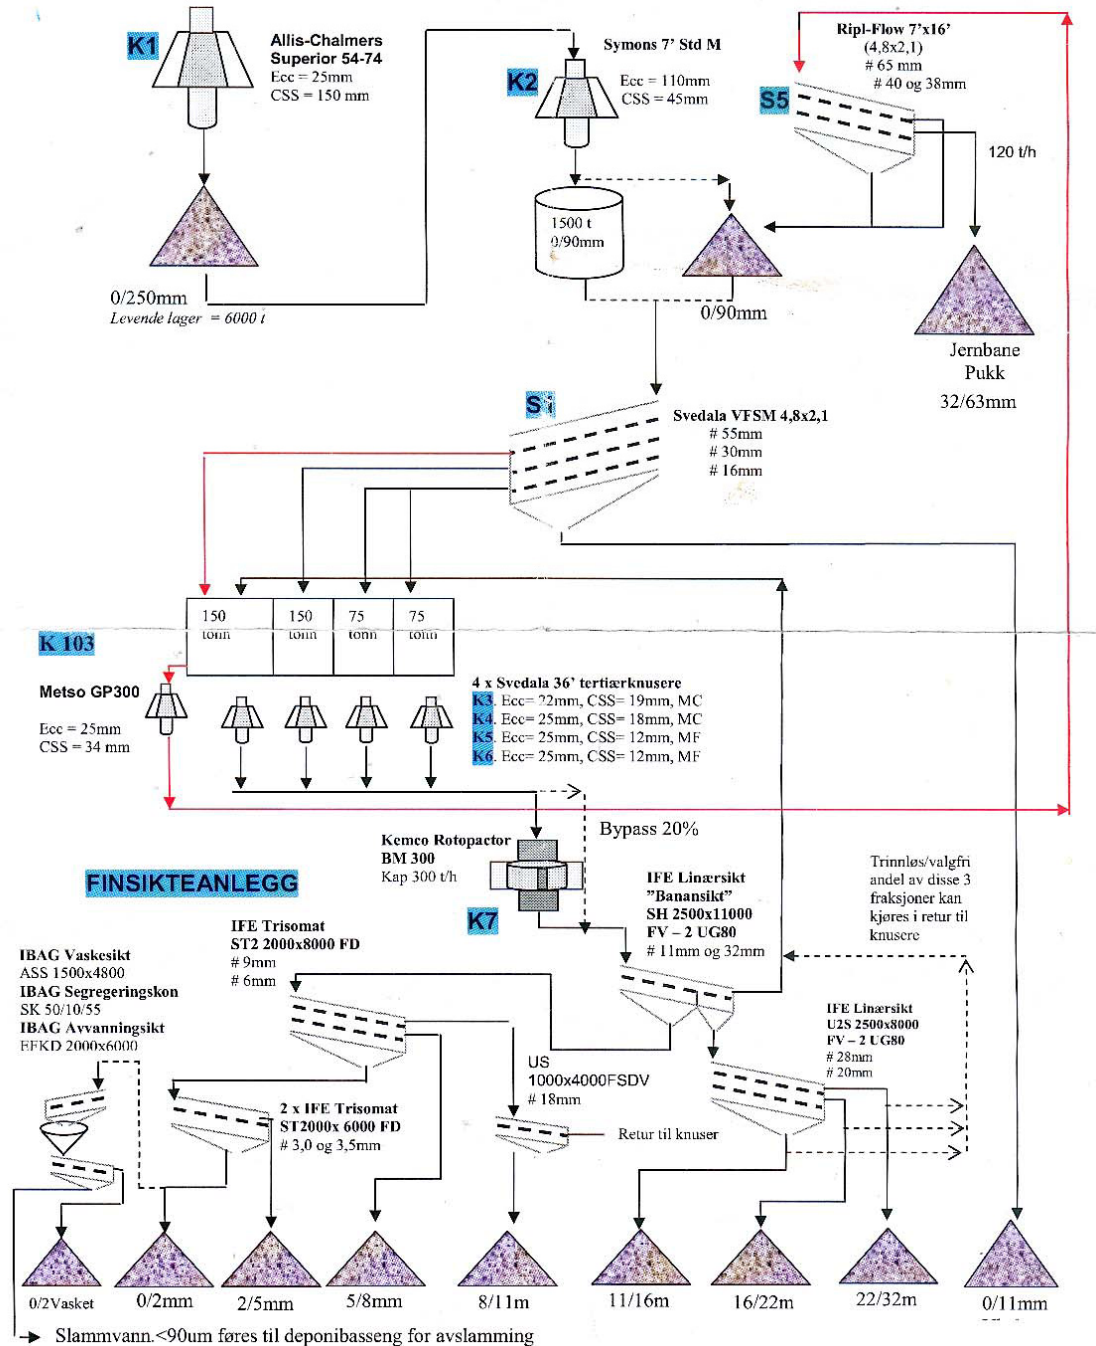 K1
Allis-Chalmers
Superior 54-74
Ecc = 25mm
CSS = 150 mm
0/250mm
Levende lager = 6000 t
K2
Symons 7' Std M
Ecc = 110mm
CSS = 45mm
1500 t
0/90mm
0/90mm
Ripl-Flow 7'x16'
(4,8x2,1)
# 65 mm
# 40 og 38mm
S5
120 t/h
Jernbane
Pukk
32/63mm
Svedala VFSM 4,8x2,1
# 55mm
# 30mm
# 16mm
150
tonn
150
tonn
75
tonn
75
tonn
K 103
Metso GP300
Ecc = 25mm
CSS = 34 mm
4 x Svedala 36' tertiærknusere
K3. Ecc= 22mm, CSS= 19mm, MC
K4. Ecc= 25mm, CSS= 18mm, MC
K5. Ecc= 25mm, CSS= 12mm, MF
K6. Ecc= 25mm, CSS= 12mm, MF
Bypass 20%
Kemco Rotopactor
BM 300
Kap 300 t/h
K7
FINSIKTEANLEGG
IFE Linærsikt
"Banansikt"
SH 2500x11000
FV – 2 UG80
# 11mm og 32mm
Trinnløs/valgfri
andel av disse 3
fraksjoner kan
kjøres i retur til
knusere
IFE Trisomat
ST2 2000x8000 FD
# 9mm
# 6mm
IBAG Vaskesikt
ASS 1500x4800
IBAG Segregeringskon
SK 50/10/55
IBAG Avvanningsikt
EFKD 2000x6000
IFE Linærsikt
U2S 2500x8000
FV – 2 UG80
# 28mm
# 20mm
US
1000x4000FSDV
# 18mm
2 x IFE Trisomat
ST2000x 6000 FD
# 3,0 og 3,5mm
Retur til knuser
0/2Vasket
0/2mm
2/5mm
5/8mm
8/11m
11/16m
16/22m
22/32m
0/11mm
Slammvann.<90um føres til deponibasseng for avslamming